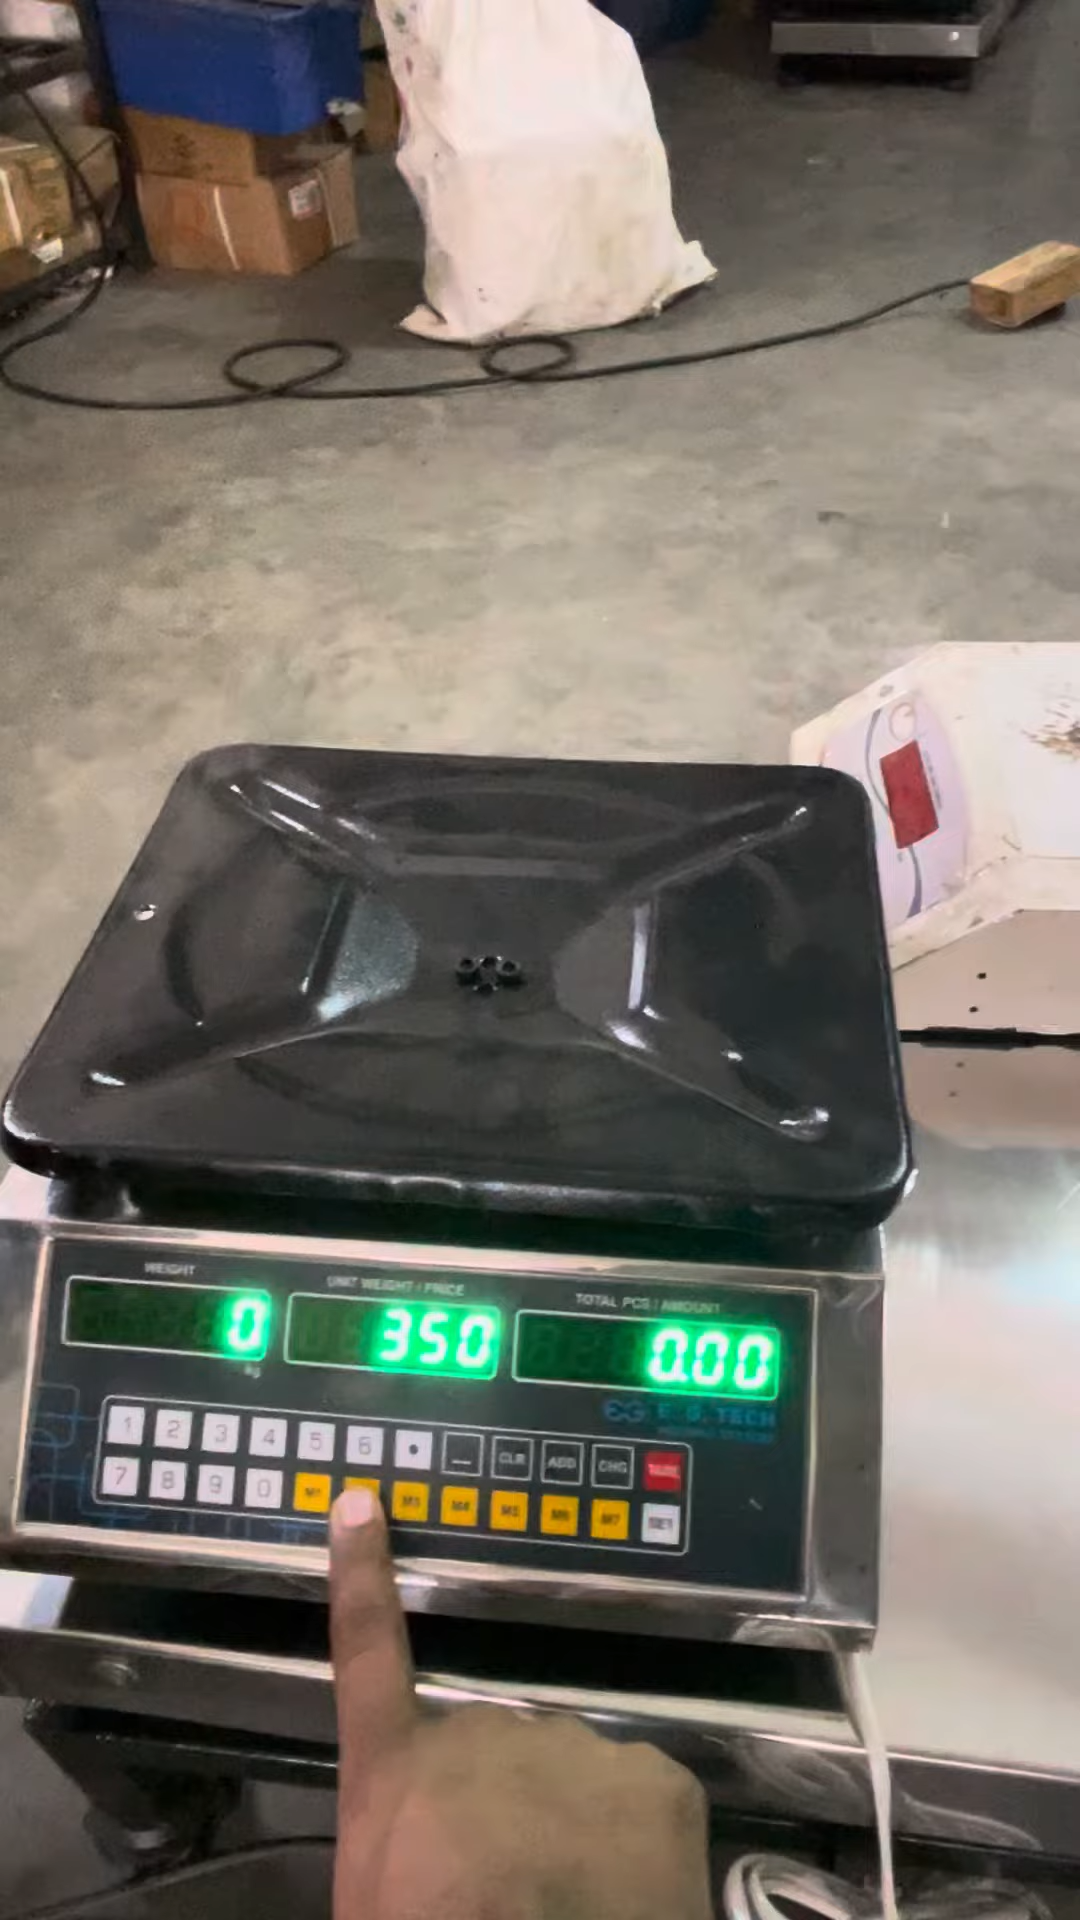 WEIGHT UNIT WEIGHT / PRICE TOTAL PCS / AMOUNT
0 350 0.00
kg
E. G. TECH
1 2 3 4 5 6 • _ CLR ADD CHG TARE
7 8 9 0 M1 M3 M4 M5 M6 M7 SET